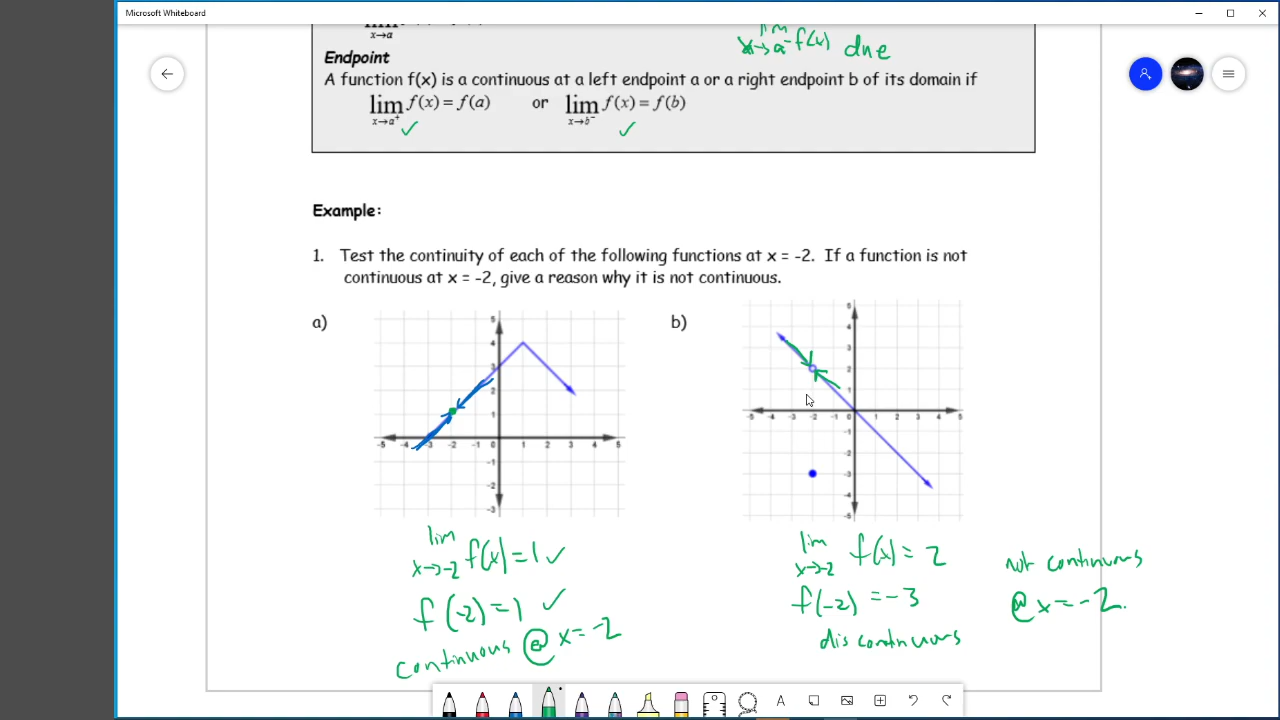 Microsoft Whiteboard
x→a
lim x→a⁻ f(x) dne
Endpoint
A function f(x) is a continuous at a left endpoint a or a right endpoint b of its domain if
lim x→a⁺ f(x) = f(a) or lim x→b⁻ f(x) = f(b)
✓ ✓
Example:
1. Test the continuity of each of the following functions at x = -2. If a function is not
continuous at x = -2, give a reason why it is not continuous.
a) b)
lim x→-2 f(x) = 1 ✓
f(-2) = 1 ✓
continuous @ x = -2
lim x→-2 f(x) = 2
f(-2) = -3
discontinuous
not continuous
@ x = -2.